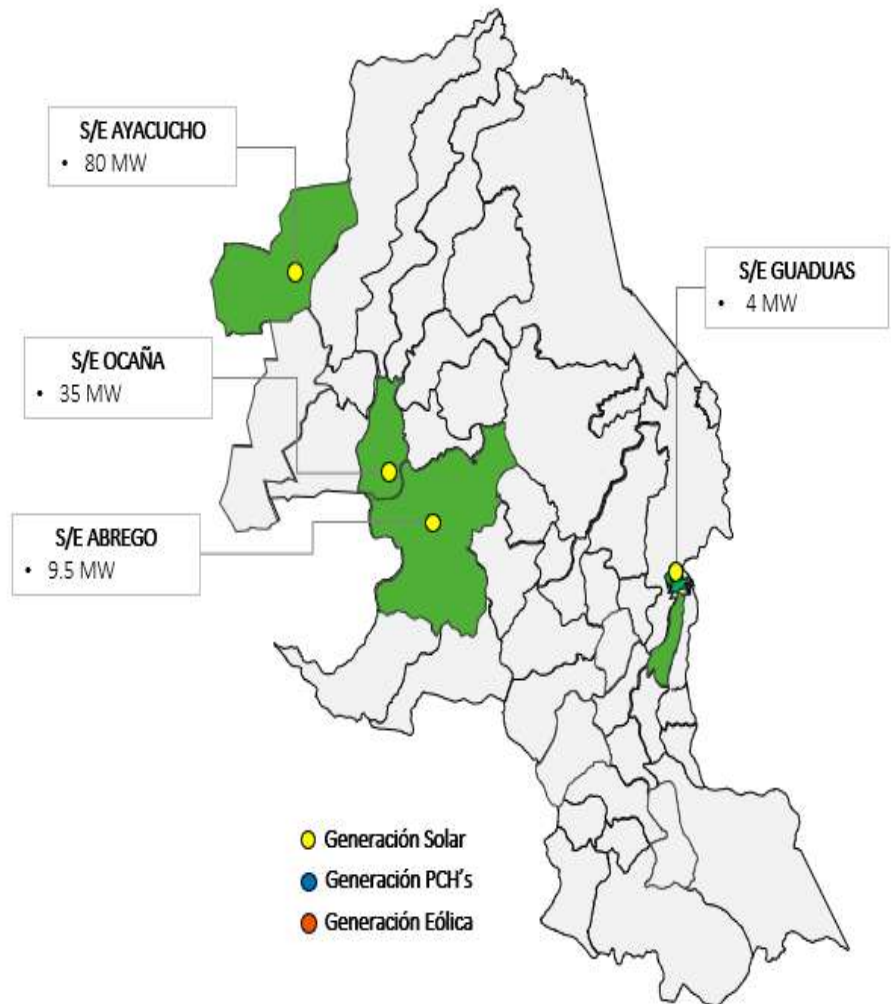 S/E AYACUCHO
• 80 MW
S/E GUADUAS
• 4 MW
S/E OCAÑA
• 35 MW
S/E ABREGO
• 9.5 MW
Generación Solar
Generación PCH's
Generación Eólica